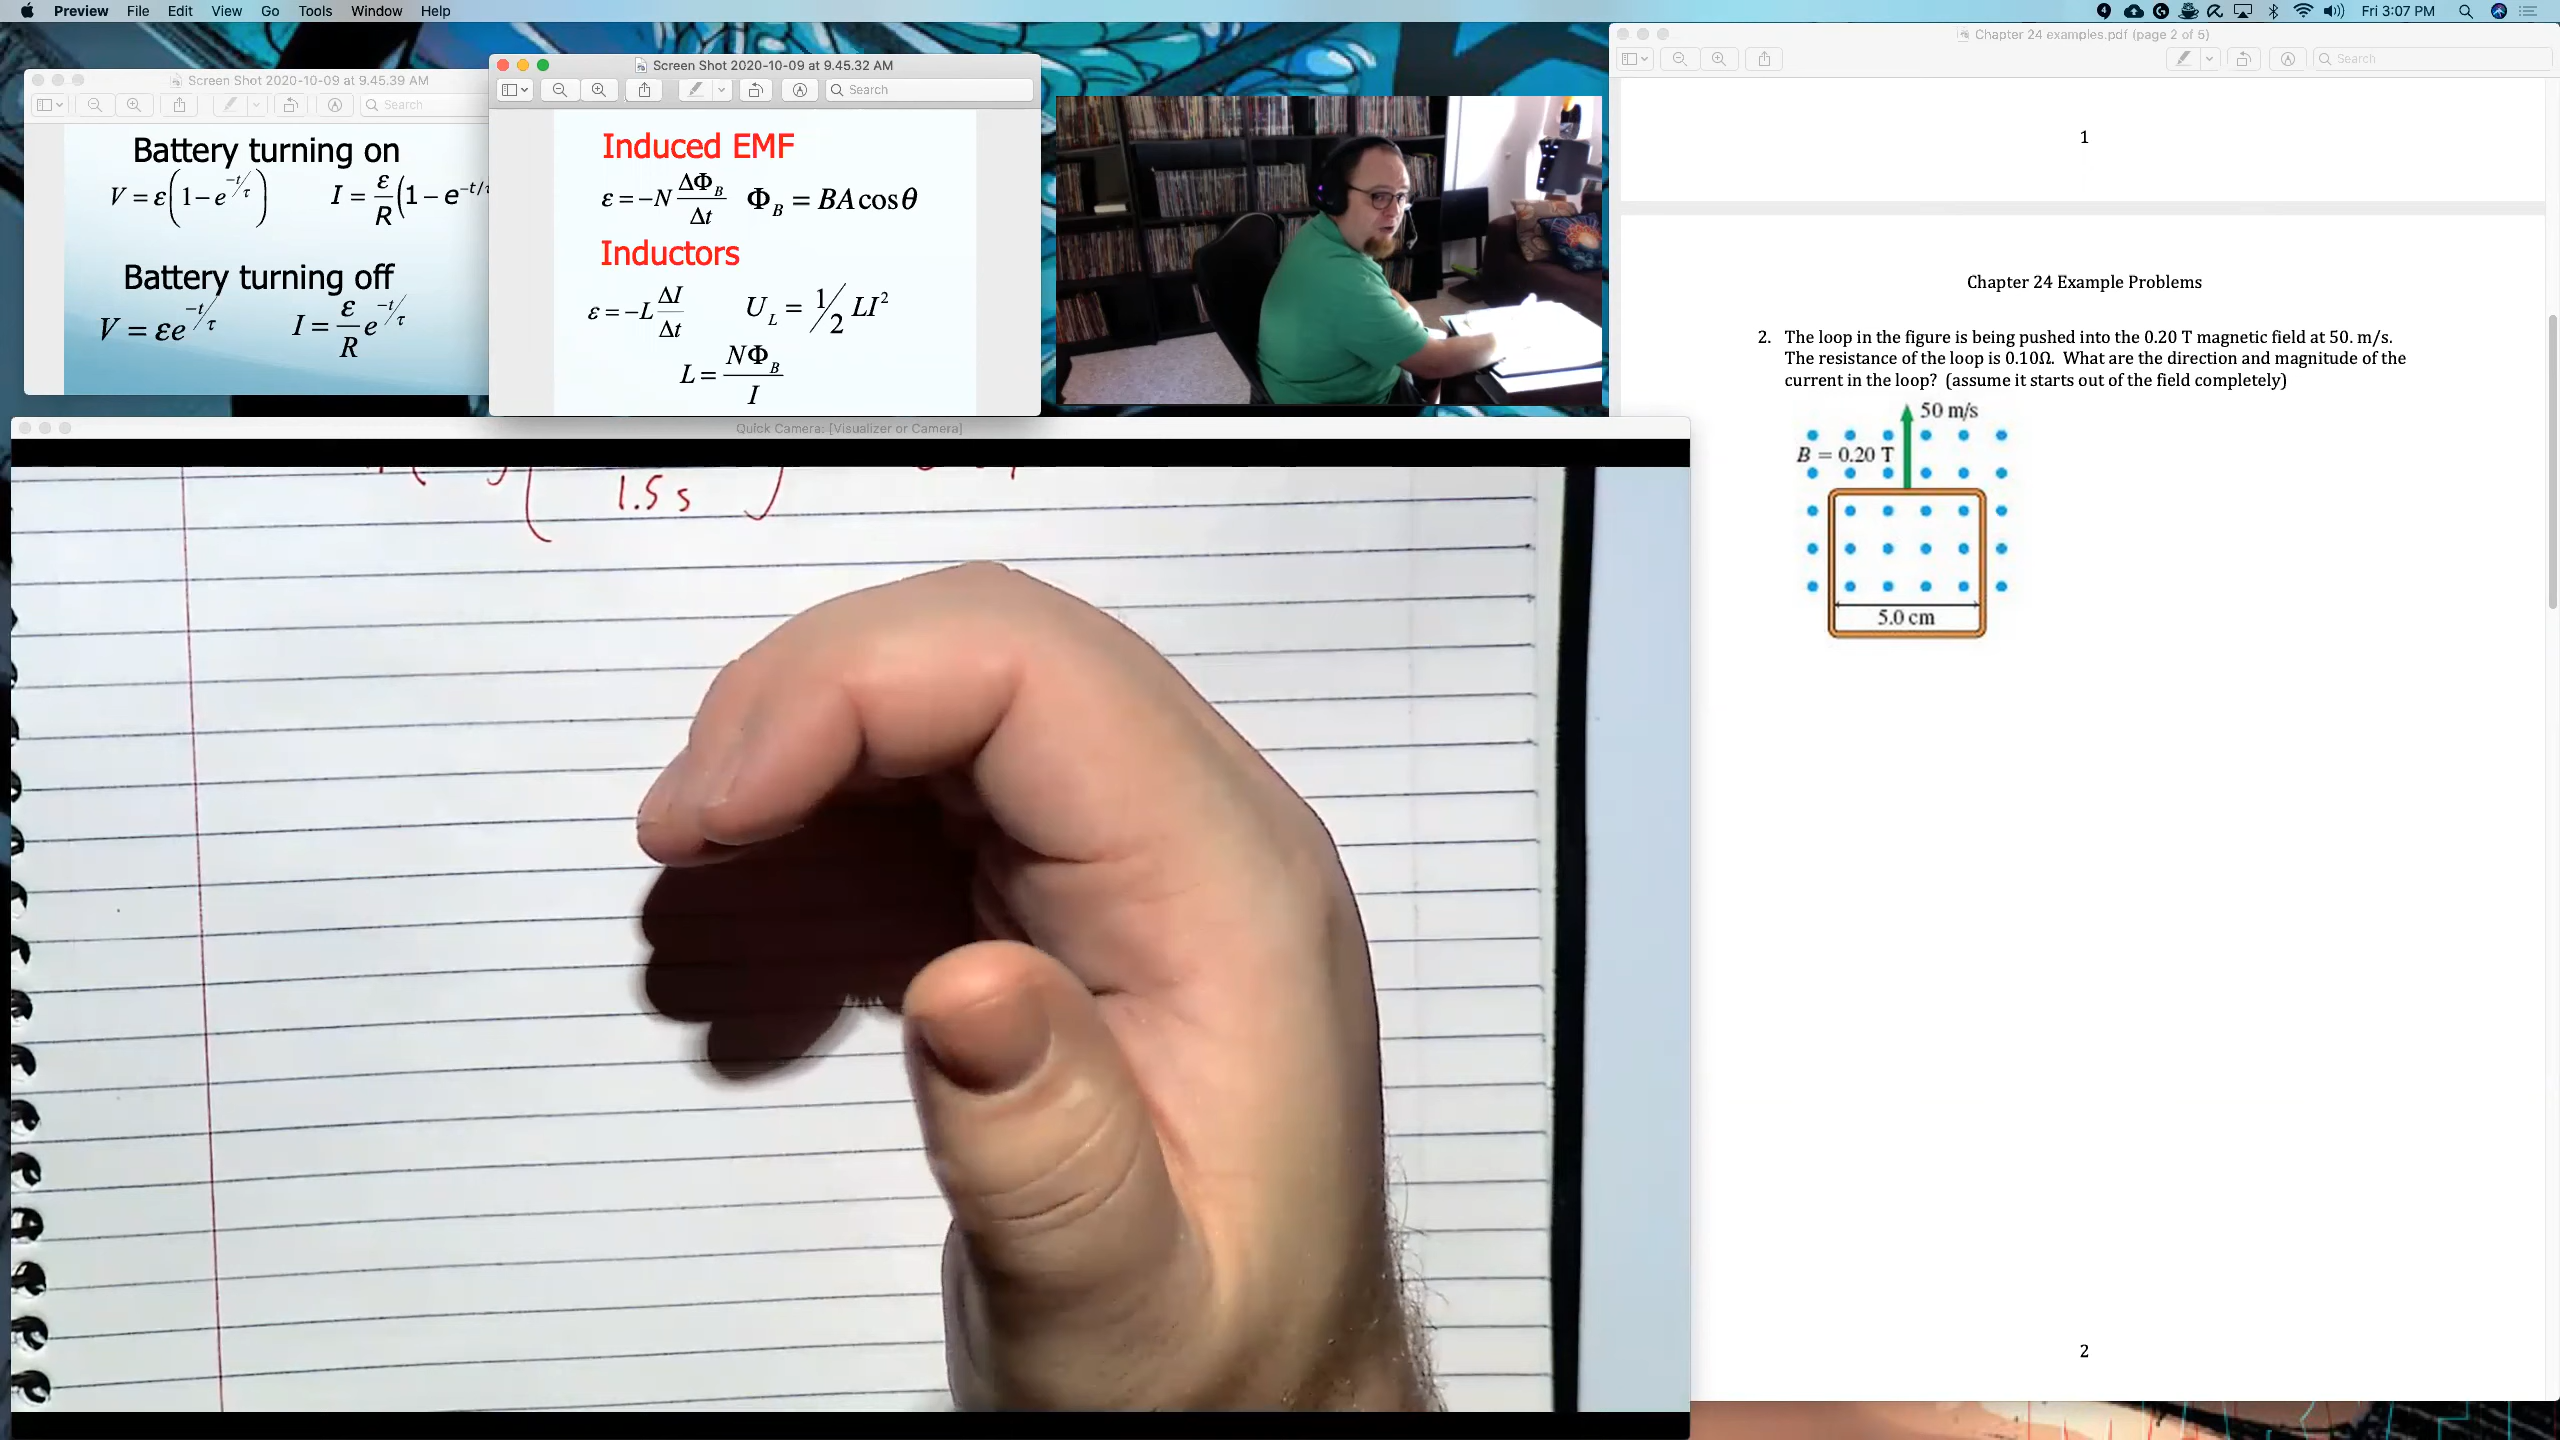 Preview File Edit View Go Tools Window Help
Fri 3:07 PM
Screen Shot 2020-10-09 at 9.45.39 AM
Search
Battery turning on
V = ε(1 − e^{−t/τ}) I = ε/R (1 − e^{−t/τ
Battery turning off
V = εe^{−t/τ} I = ε/R e^{−t/τ}
Screen Shot 2020-10-09 at 9.45.32 AM
Search
Induced EMF
ε = −N ΔΦ_B/Δt Φ_B = BA cos θ
Inductors
ε = −L ΔI/Δt U_L = 1/2 LI²
L = NΦ_B/I
Chapter 24 examples.pdf (page 2 of 5)
Search
1
Chapter 24 Example Problems
2. The loop in the figure is being pushed into the 0.20 T magnetic field at 50. m/s.
The resistance of the loop is 0.10Ω. What are the direction and magnitude of the
current in the loop? (assume it starts out of the field completely)
50 m/s
B = 0.20 T
5.0 cm
2
Quick Camera: [Visualizer or Camera]
1.5 s